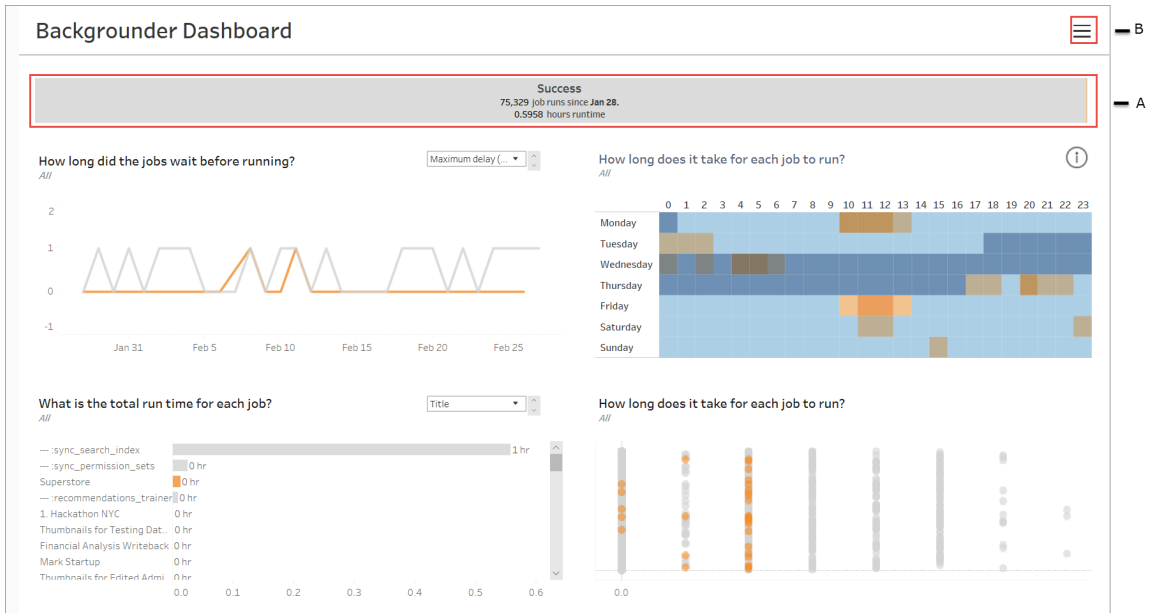 Backgrounder Dashboard
B
Success
75,329 job runs since Jan 28.
0.5958 hours runtime
A
How long did the jobs wait before running?
Maximum delay (...
All
2
1
0
-1
Jan 31 Feb 5 Feb 10 Feb 15 Feb 20 Feb 25
How long does it take for each job to run?
All
0 1 2 3 4 5 6 7 8 9 10 11 12 13 14 15 16 17 18 19 20 21 22 23
Monday
Tuesday
Wednesday
Thursday
Friday
Saturday
Sunday
What is the total run time for each job?
Title
All
--- :sync_search_index 1 hr
--- :sync_permission_sets 0 hr
Superstore 0 hr
--- :recommendations_trainer 0 hr
1. Hackathon NYC 0 hr
Thumbnails for Testing Dat.. 0 hr
Financial Analysis Writeback 0 hr
Mark Startup 0 hr
Thumbnails for Edited Admi.. 0 hr
0.0 0.1 0.2 0.3 0.4 0.5 0.6
How long does it take for each job to run?
All
0.0